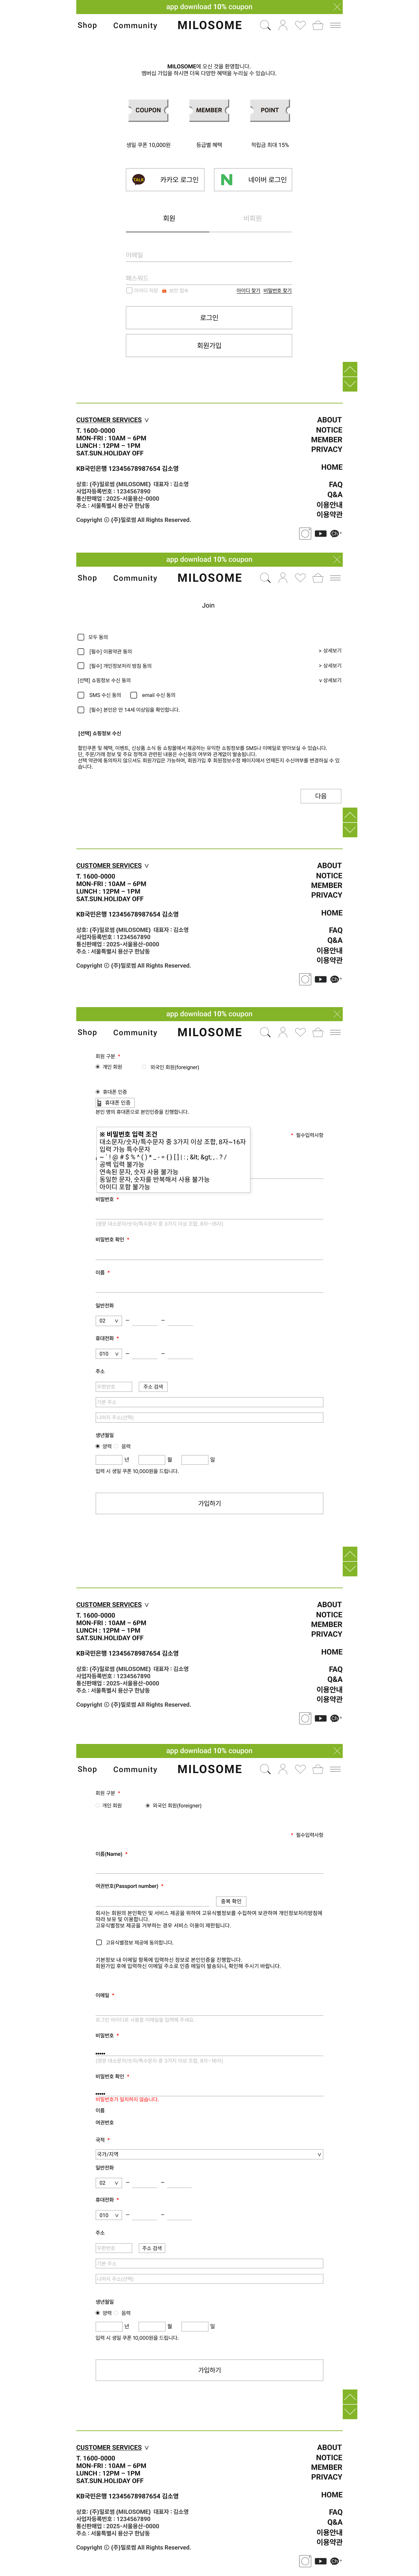 app download 10% coupon
Shop Community MILOSOME
MILOSOME에 오신 것을 환영합니다.
멤버십 가입을 하시면 더욱 다양한 혜택을 누리실 수 있습니다.
COUPON MEMBER POINT
생일 쿠폰 10,000원 등급별 혜택 적립금 최대 15%
TALK 카카오 로그인 N 네이버 로그인
회원 비회원
이메일
패스워드
아이디 저장 보안 접속 아이디 찾기 비밀번호 찾기
로그인
회원가입
CUSTOMER SERVICES ∨ ABOUT
T. 1600-0000 NOTICE
MON-FRI : 10AM – 6PM MEMBER
LUNCH : 12PM – 1PM PRIVACY
SAT.SUN.HOLIDAY OFF
KB국민은행 12345678987654 김소영 HOME
상호: (주)밀로썸 (MILOSOME) 대표자 : 김소영 FAQ
사업자등록번호 : 1234567890 Q&A
통신판매업 : 2025-서울용산-0000 이용안내
주소 : 서울특별시 용산구 한남동 이용약관
Copyright ⓒ (주)밀로썸 All Rights Reserved.
app download 10% coupon
Shop Community MILOSOME
Join
모두 동의
[필수] 이용약관 동의 > 상세보기
[필수] 개인정보처리 방침 동의 > 상세보기
[선택] 쇼핑정보 수신 동의 ∨ 상세보기
SMS 수신 동의 email 수신 동의
[필수] 본인은 만 14세 이상임을 확인합니다.
[선택] 쇼핑정보 수신
할인쿠폰 및 혜택, 이벤트, 신상품 소식 등 쇼핑몰에서 제공하는 유익한 쇼핑정보를 SMS나 이메일로 받아보실 수 있습니다.
단, 주문/거래 정보 및 주요 정책과 관련된 내용은 수신동의 여부와 관계없이 발송됩니다.
선택 약관에 동의하지 않으셔도 회원가입은 가능하며, 회원가입 후 회원정보수정 페이지에서 언제든지 수신여부를 변경하실 수 있
습니다.
다음
CUSTOMER SERVICES ∨ ABOUT
T. 1600-0000 NOTICE
MON-FRI : 10AM – 6PM MEMBER
LUNCH : 12PM – 1PM PRIVACY
SAT.SUN.HOLIDAY OFF
KB국민은행 12345678987654 김소영 HOME
상호: (주)밀로썸 (MILOSOME) 대표자 : 김소영 FAQ
사업자등록번호 : 1234567890 Q&A
통신판매업 : 2025-서울용산-0000 이용안내
주소 : 서울특별시 용산구 한남동 이용약관
Copyright ⓒ (주)밀로썸 All Rights Reserved.
app download 10% coupon
Shop Community MILOSOME
회원 구분 *
개인 회원 외국인 회원(foreigner)
휴대폰 인증
휴대폰 인증
본인 명의 휴대폰으로 본인인증을 진행합니다.
* 필수입력사항
※ 비밀번호 입력 조건
대소문자/숫자/특수문자 중 3가지 이상 조합, 8자~16자
입력 가능 특수문자
~ ` ! @ # $ % ^ ( ) * _ - = { } [ ] | ; : &lt; &gt; , . ? /
공백 입력 불가능
연속된 문자, 숫자 사용 불가능
동일한 문자, 숫자를 반복해서 사용 불가능
아이디 포함 불가능
비밀번호 *
(영문 대소문자/숫자/특수문자 중 3가지 이상 조합, 8자~16자)
비밀번호 확인 *
이름 *
일반전화
02 ∨ – –
휴대전화 *
010 ∨ – –
주소
우편번호 주소 검색
기본 주소
나머지 주소(선택)
생년월일
양력 음력
년 월 일
입력 시 생일 쿠폰 10,000원을 드립니다.
가입하기
CUSTOMER SERVICES ∨ ABOUT
T. 1600-0000 NOTICE
MON-FRI : 10AM – 6PM MEMBER
LUNCH : 12PM – 1PM PRIVACY
SAT.SUN.HOLIDAY OFF
KB국민은행 12345678987654 김소영 HOME
상호: (주)밀로썸 (MILOSOME) 대표자 : 김소영 FAQ
사업자등록번호 : 1234567890 Q&A
통신판매업 : 2025-서울용산-0000 이용안내
주소 : 서울특별시 용산구 한남동 이용약관
Copyright ⓒ (주)밀로썸 All Rights Reserved.
app download 10% coupon
Shop Community MILOSOME
회원 구분 *
개인 회원 외국인 회원(foreigner)
* 필수입력사항
이름(Name) *
여권번호(Passport number) *
중복 확인
회사는 회원의 본인확인 및 서비스 제공을 위하여 고유식별정보를 수집하며 보관하며 개인정보처리방침에
따라 보유 및 이용합니다.
고유식별정보 제공을 거부하는 경우 서비스 이용이 제한됩니다.
고유식별정보 제공에 동의합니다.
기본정보 내 이메일 항목에 입력하신 정보로 본인인증을 진행합니다.
회원가입 후에 입력하신 이메일 주소로 인증 메일이 발송되니, 확인해 주시기 바랍니다.
이메일 *
로그인 아이디로 사용할 이메일을 입력해 주세요.
비밀번호 *
•••••
(영문 대소문자/숫자/특수문자 중 3가지 이상 조합, 8자~16자)
비밀번호 확인 *
•••••
비밀번호가 일치하지 않습니다.
이름
여권번호
국적 *
국가/지역 ∨
일반전화
02 ∨ – –
휴대전화 *
010 ∨ – –
주소
우편번호 주소 검색
기본 주소
나머지 주소(선택)
생년월일
양력 음력
년 월 일
입력 시 생일 쿠폰 10,000원을 드립니다.
가입하기
CUSTOMER SERVICES ∨ ABOUT
T. 1600-0000 NOTICE
MON-FRI : 10AM – 6PM MEMBER
LUNCH : 12PM – 1PM PRIVACY
SAT.SUN.HOLIDAY OFF
KB국민은행 12345678987654 김소영 HOME
상호: (주)밀로썸 (MILOSOME) 대표자 : 김소영 FAQ
사업자등록번호 : 1234567890 Q&A
통신판매업 : 2025-서울용산-0000 이용안내
주소 : 서울특별시 용산구 한남동 이용약관
Copyright ⓒ (주)밀로썸 All Rights Reserved.